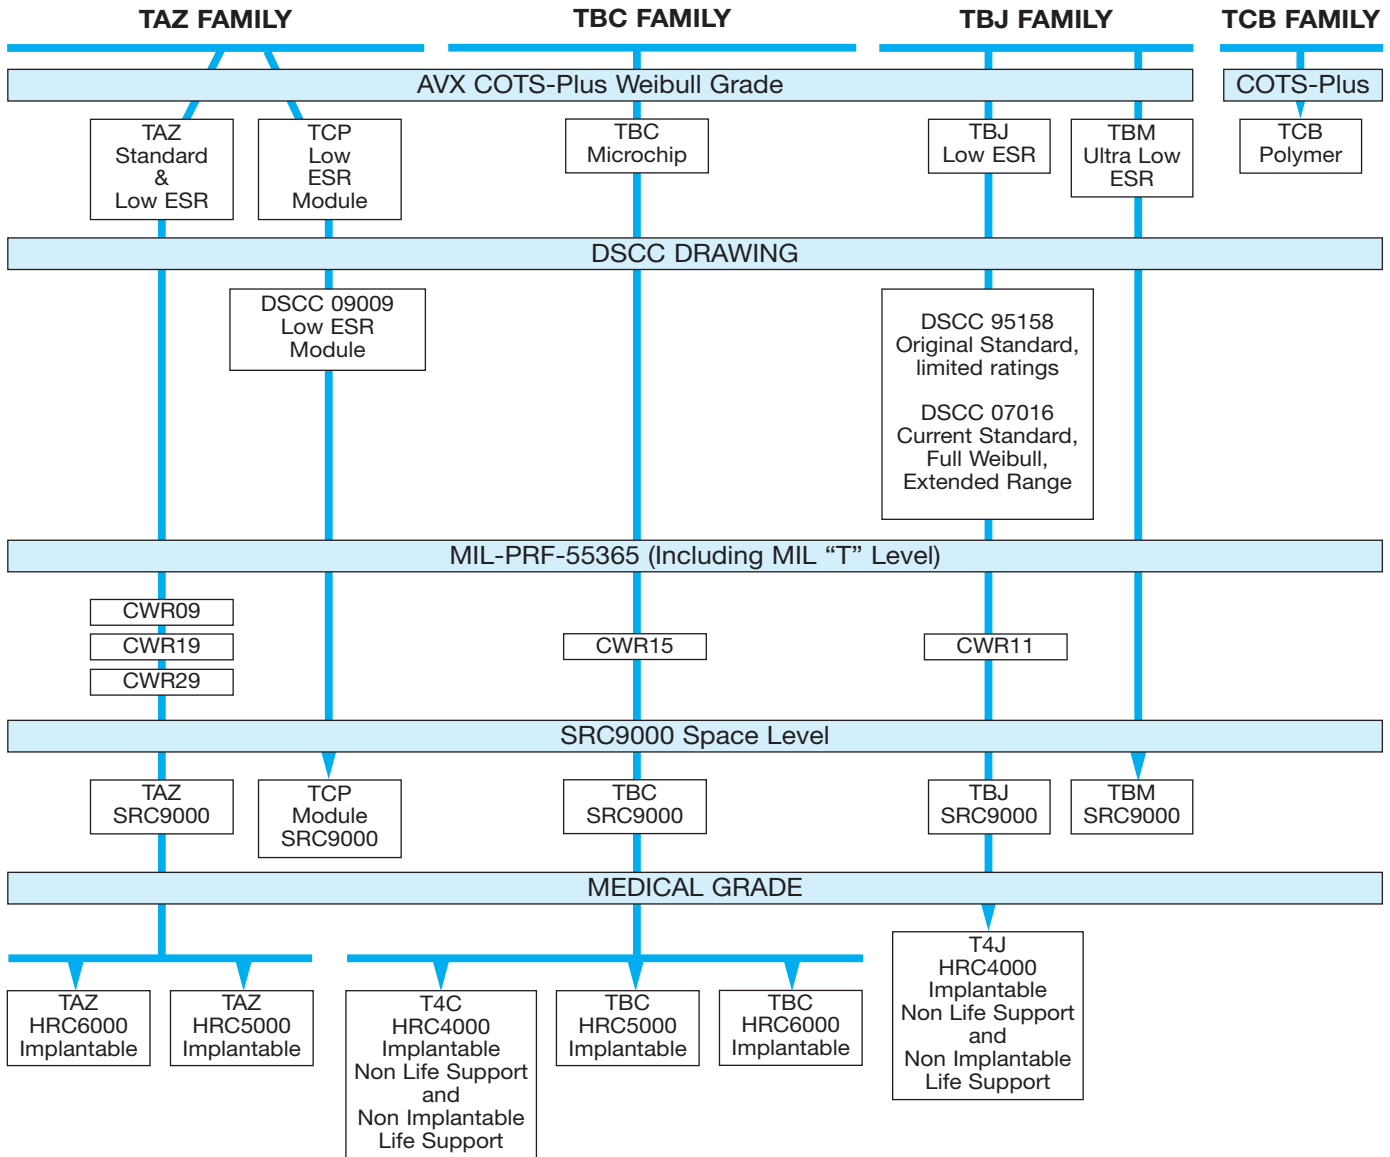 TAZ FAMILY
TBC FAMILY
TBJ FAMILY
TCB FAMILY
AVX COTS-Plus Weibull Grade
COTS-Plus
TAZ
Standard
&
Low ESR
TCP
Low
ESR
Module
TBC
Microchip
TBJ
Low ESR
TBM
Ultra Low
ESR
TCB
Polymer
DSCC DRAWING
DSCC 09009
Low ESR
Module
DSCC 95158
Original Standard,
limited ratings
DSCC 07016
Current Standard,
Full Weibull,
Extended Range
MIL-PRF-55365 (Including MIL “T” Level)
CWR09
CWR19
CWR29
CWR15
CWR11
SRC9000 Space Level
TAZ
SRC9000
TCP
Module
SRC9000
TBC
SRC9000
TBJ
SRC9000
TBM
SRC9000
MEDICAL GRADE
TAZ
HRC6000
Implantable
TAZ
HRC5000
Implantable
T4C
HRC4000
Implantable
Non Life Support
and
Non Implantable
Life Support
TBC
HRC5000
Implantable
TBC
HRC6000
Implantable
T4J
HRC4000
Implantable
Non Life Support
and
Non Implantable
Life Support